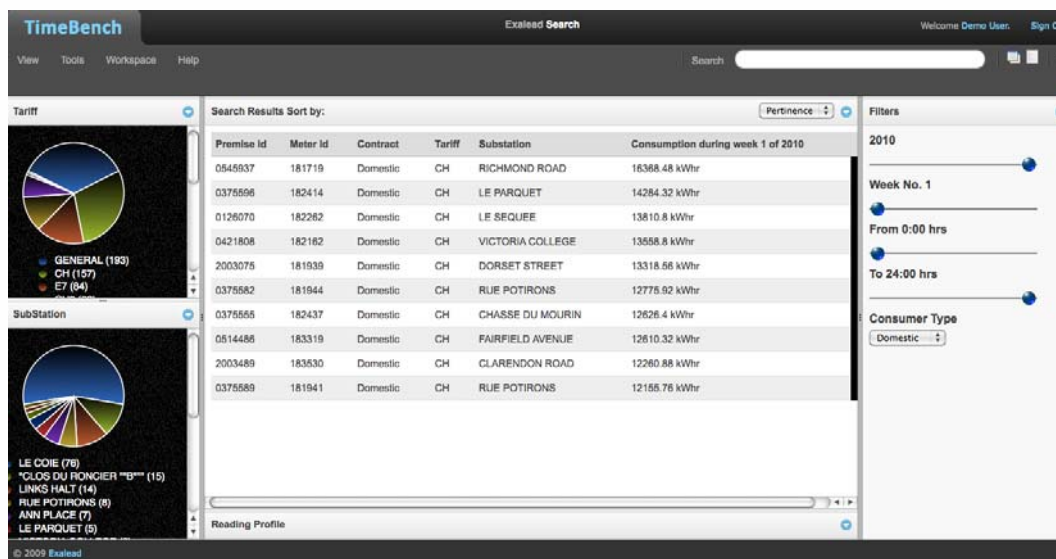 TimeBench
Exalead Search
Welcome Demo User. Sign
View Tools Workspace Help
Search
Tariff
GENERAL (193)
CH (157)
E7 (84)
SubStation
LE COIE (76)
"CLOS DU RONCIER ""B""" (15)
LINKS HALT (14)
RUE POTIRONS (8)
ANN PLACE (7)
LE PARQUET (5)
Search Results Sort by: Pertinence
Premise Id Meter Id Contract Tariff Substation Consumption during week 1 of 2010
0545937 181719 Domestic CH RICHMOND ROAD 16368.48 kWhr
0375596 182414 Domestic CH LE PARQUET 14284.32 kWhr
0126070 182262 Domestic CH LE SEQUEE 13810.8 kWhr
0421808 182162 Domestic CH VICTORIA COLLEGE 13558.8 kWhr
2003075 181939 Domestic CH DORSET STREET 13318.56 kWhr
0375582 181944 Domestic CH RUE POTIRONS 12775.92 kWhr
0375555 182437 Domestic CH CHASSE DU MOURIN 12626.4 kWhr
0514486 183319 Domestic CH FAIRFIELD AVENUE 12610.32 kWhr
2003489 183530 Domestic CH CLARENDON ROAD 12260.88 kWhr
0375589 181941 Domestic CH RUE POTIRONS 12155.76 kWhr
Reading Profile
Filters
2010
Week No. 1
From 0:00 hrs
To 24:00 hrs
Consumer Type
Domestic
© 2009 Exalead